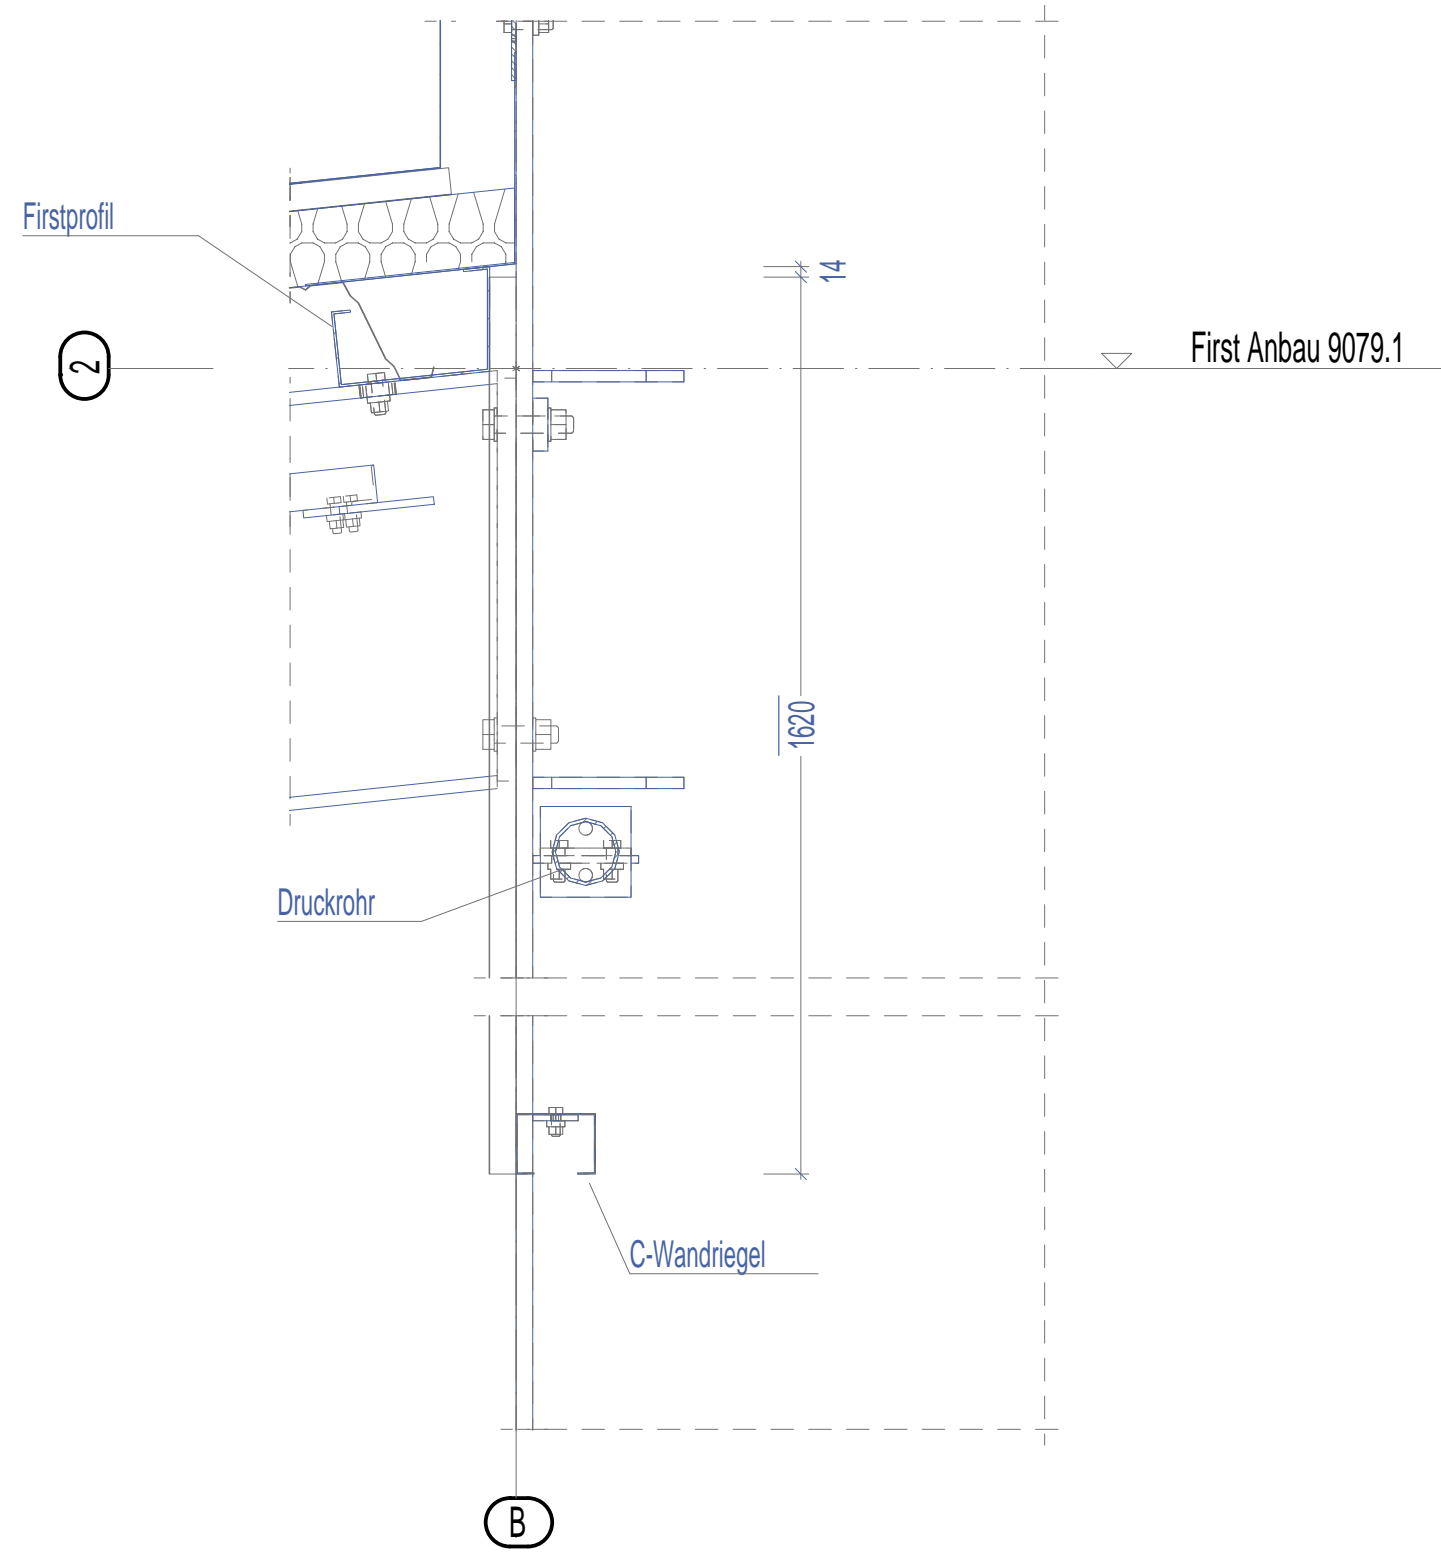 Firstprofil
14
First Anbau 9079.1
2
1620
Druckrohr
C-Wandriegel
B